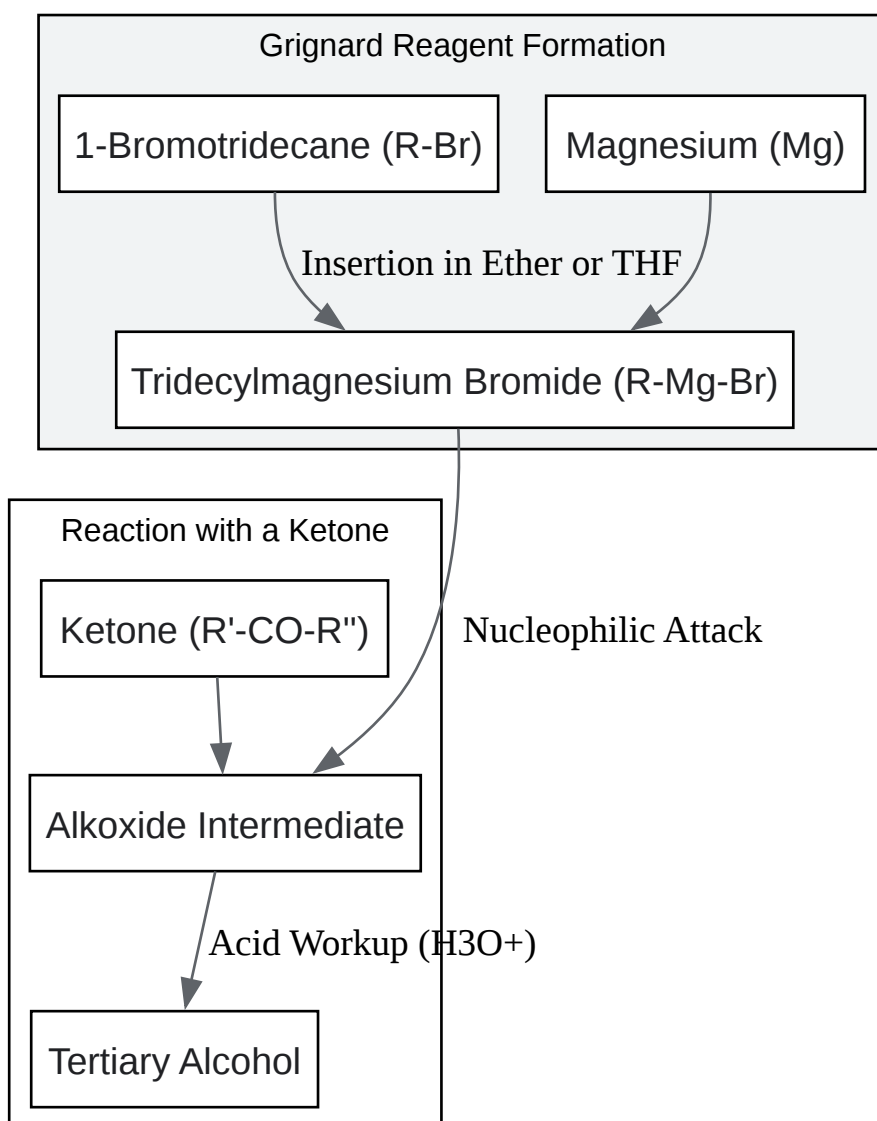 Grignard Reagent Formation
1-Bromotridecane (R-Br)
Magnesium (Mg)
Insertion in Ether or THF
Tridecylmagnesium Bromide (R-Mg-Br)
Reaction with a Ketone
Ketone (R'-CO-R'')
Nucleophilic Attack
Alkoxide Intermediate
Acid Workup (H3O+)
Tertiary Alcohol